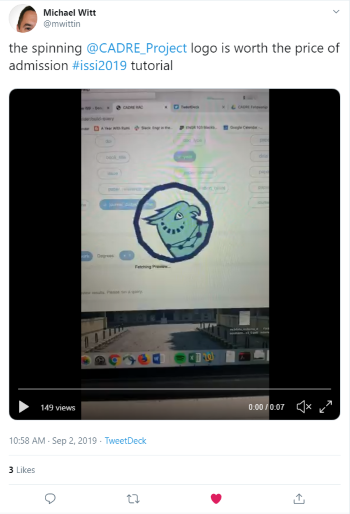 Michael Witt
@mwittin
the spinning @CADRE_Project logo is worth the price of
admission #issi2019 tutorial
Fetching Preview...
149 views
0:00 / 0:07
10:58 AM · Sep 2, 2019 · TweetDeck
3 Likes